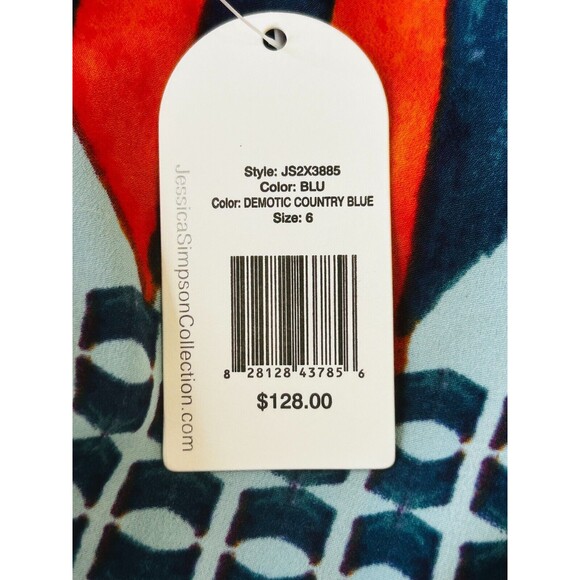 Style: JS2X3885
Color: BLU
Color: DEMOTIC COUNTRY BLUE
Size: 6
8 28128 43785 6
$128.00
JessicaSimpsonCollection.com